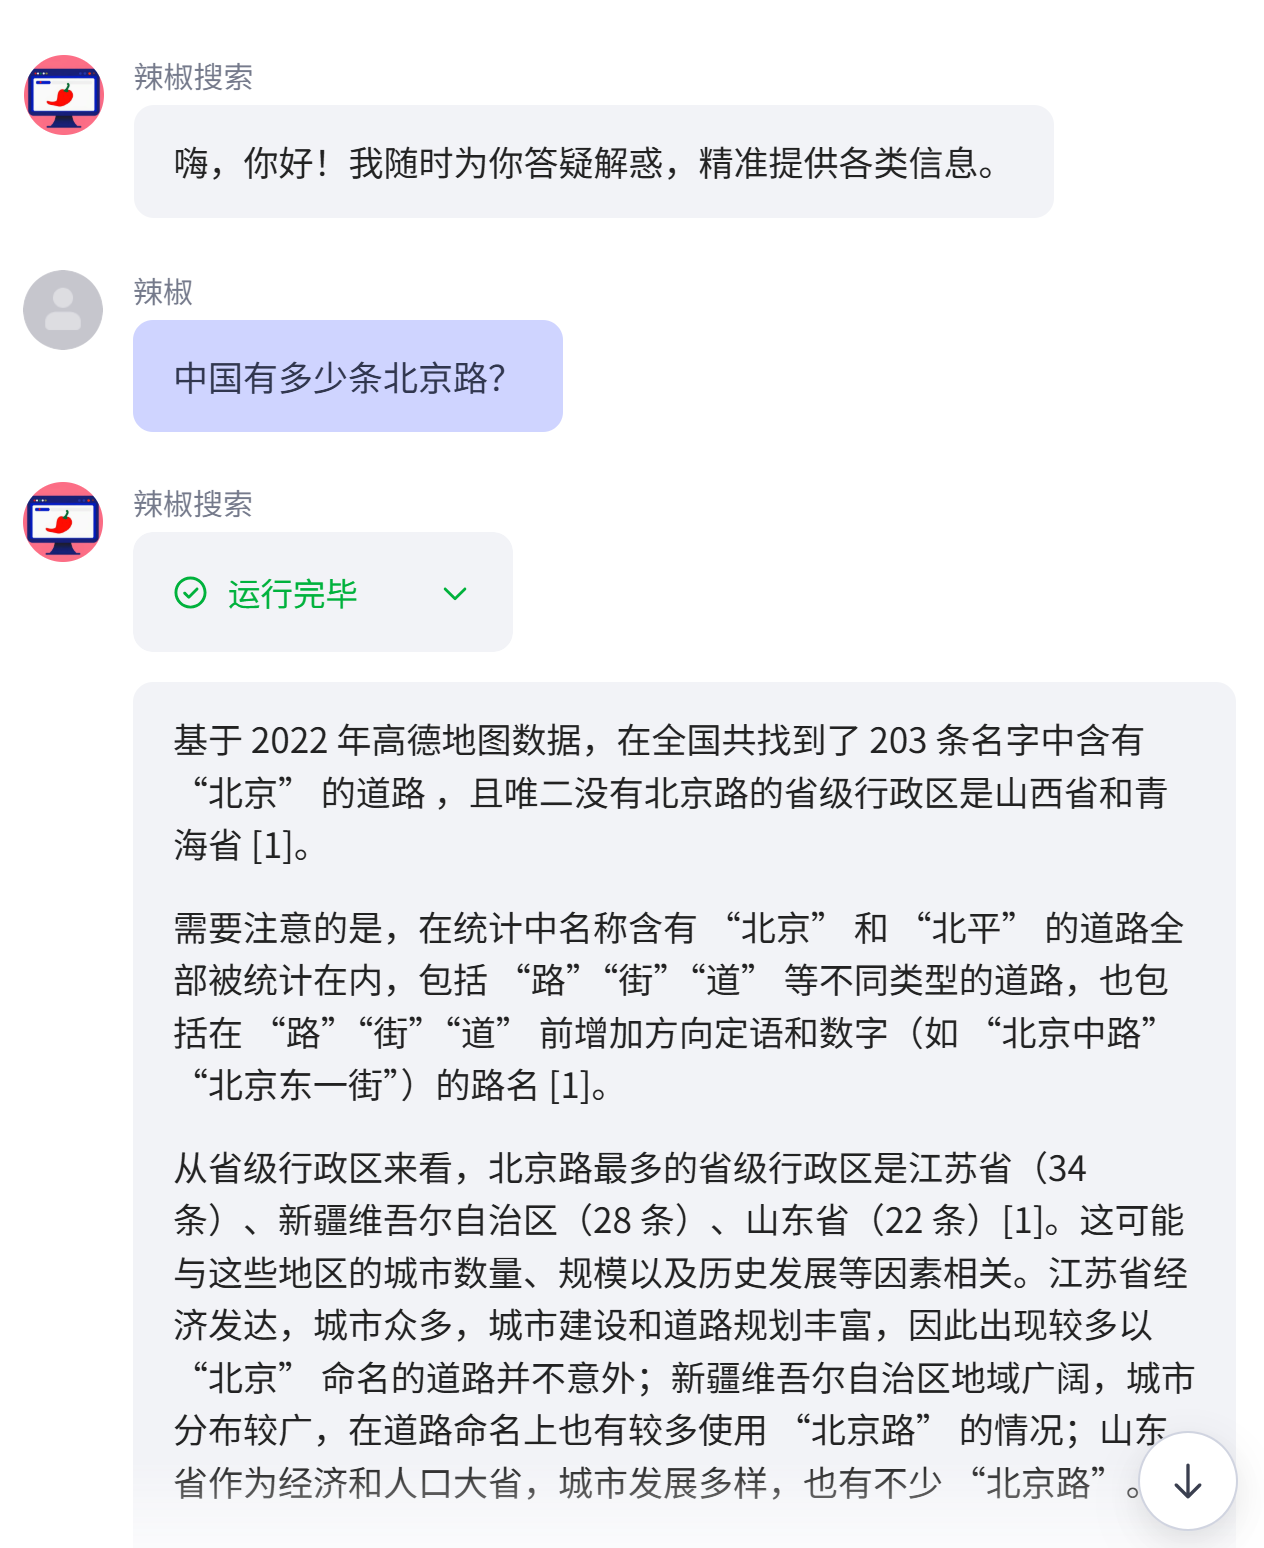 辣椒搜索
嗨，你好！我随时为你答疑解惑，精准提供各类信息。
辣椒
中国有多少条北京路？
辣椒搜索
运行完毕
基于 2022 年高德地图数据，在全国共找到了 203 条名字中含有
“北京” 的道路 ，且唯二没有北京路的省级行政区是山西省和青
海省 [1]。
需要注意的是，在统计中名称含有 “北京” 和 “北平” 的道路全
部被统计在内，包括 “路”“街”“道” 等不同类型的道路，也包
括在 “路”“街”“道” 前增加方向定语和数字（如 “北京中路”
“北京东一街”）的路名 [1]。
从省级行政区来看，北京路最多的省级行政区是江苏省（34
条）、新疆维吾尔自治区（28 条）、山东省（22 条）[1]。这可能
与这些地区的城市数量、规模以及历史发展等因素相关。江苏省经
济发达，城市众多，城市建设和道路规划丰富，因此出现较多以
“北京” 命名的道路并不意外；新疆维吾尔自治区地域广阔，城市
分布较广，在道路命名上也有较多使用 “北京路” 的情况；山东
省作为经济和人口大省，城市发展多样，也有不少 “北京路” 。